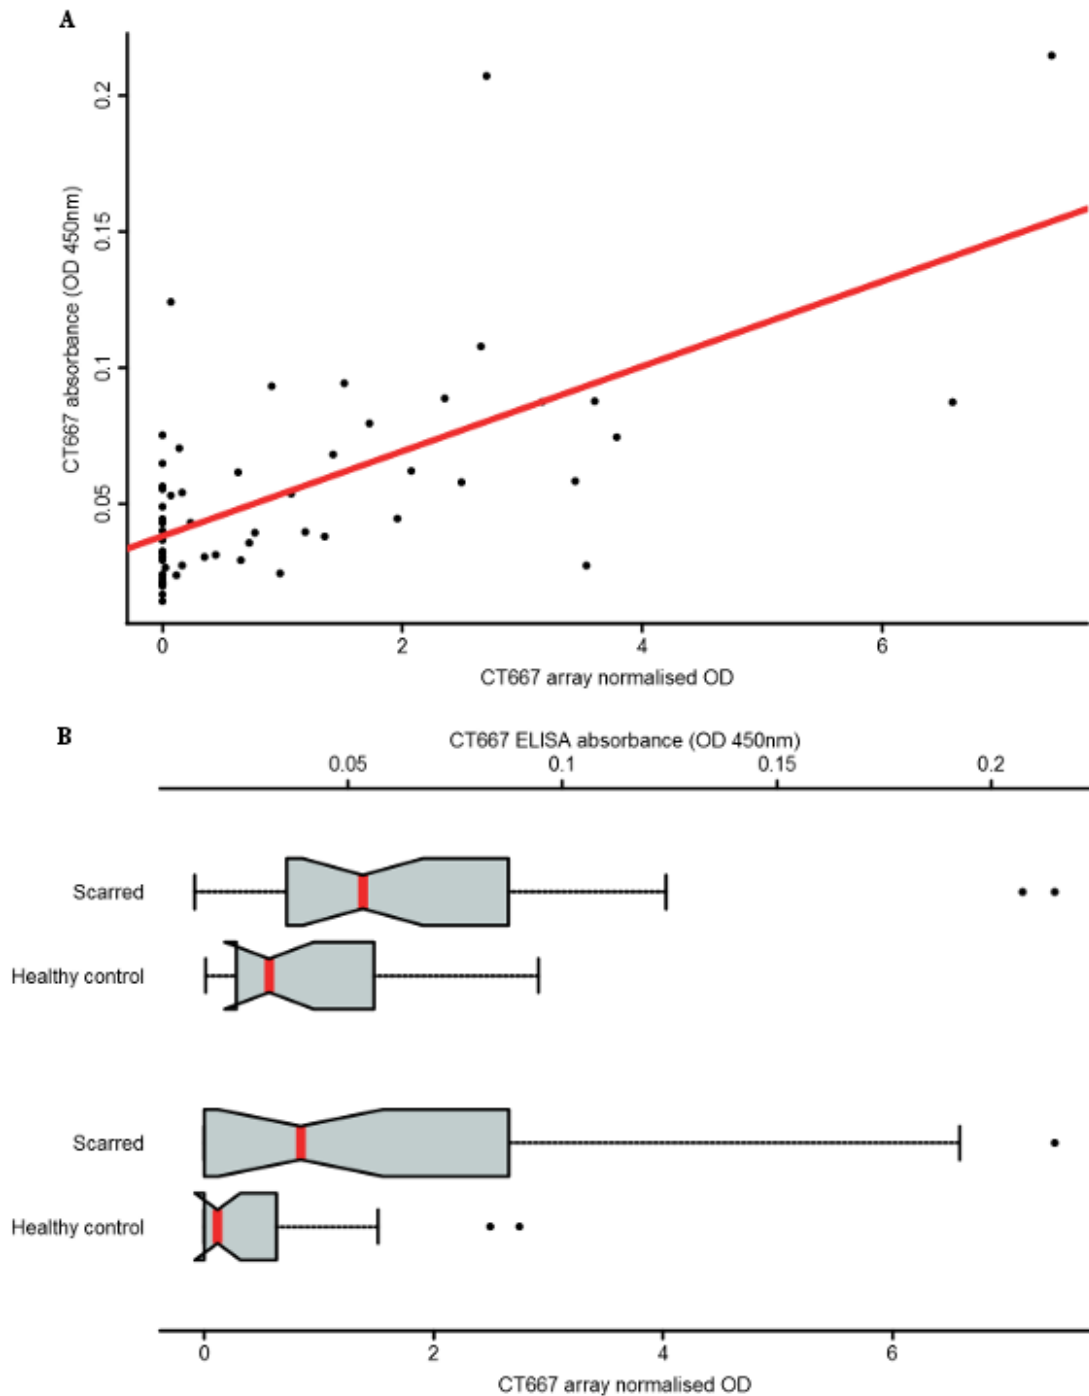 A
0.2
0.15
0.1
0.05
CT667 absorbance (OD 450nm)
0 2 4 6
CT667 array normalised OD
B
CT667 ELISA absorbance (OD 450nm)
0.05 0.1 0.15 0.2
Scarred
Healthy control
Scarred
Healthy control
0 2 4 6
CT667 array normalised OD